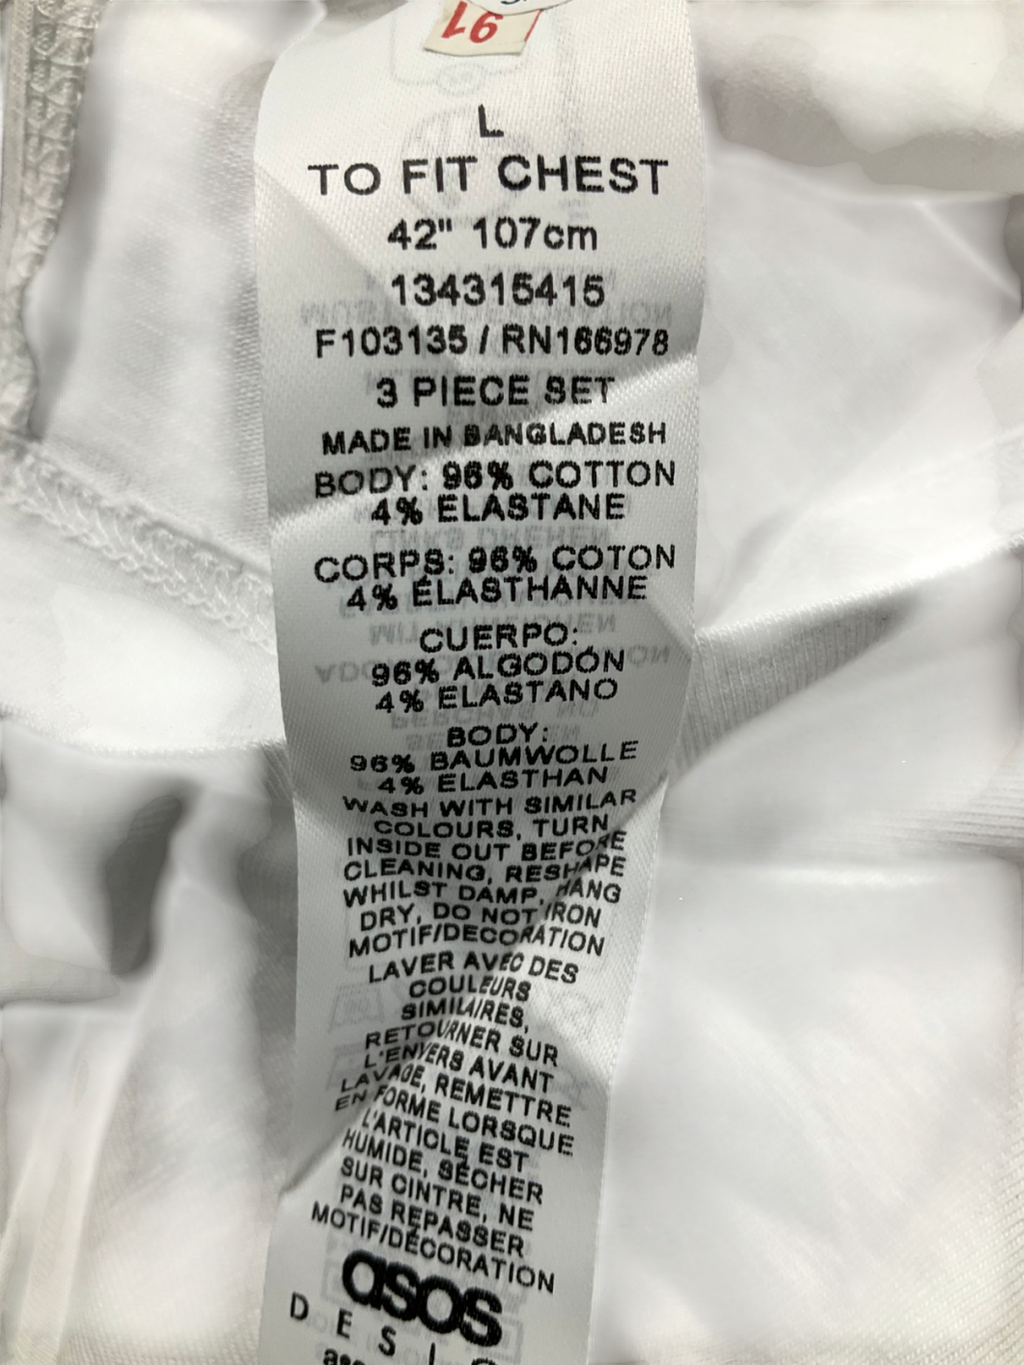 L
TO FIT CHEST
42" 107cm
134315415
F103135 / RN166978
3 PIECE SET
MADE IN BANGLADESH
BODY: 96% COTTON
4% ELASTANE
CORPS: 96% COTON
4% ÉLASTHANNE
CUERPO:
96% ALGODÓN
4% ELASTANO
BODY:
96% BAUMWOLLE
4% ELASTHAN
WASH WITH SIMILAR
COLOURS, TURN
INSIDE OUT BEFORE
CLEANING, RESHAPE
WHILST DAMP, HANG
DRY, DO NOT IRON
MOTIF/DECORATION
LAVER AVEC DES
COULEURS
SIMILAIRES,
RETOURNER SUR
L'ENVERS AVANT
LAVAGE, REMETTRE
EN FORME LORSQUE
L'ARTICLE EST
HUMIDE, SÉCHER
SUR CINTRE, NE
PAS REPASSER
MOTIF/DÉCORATION
asos